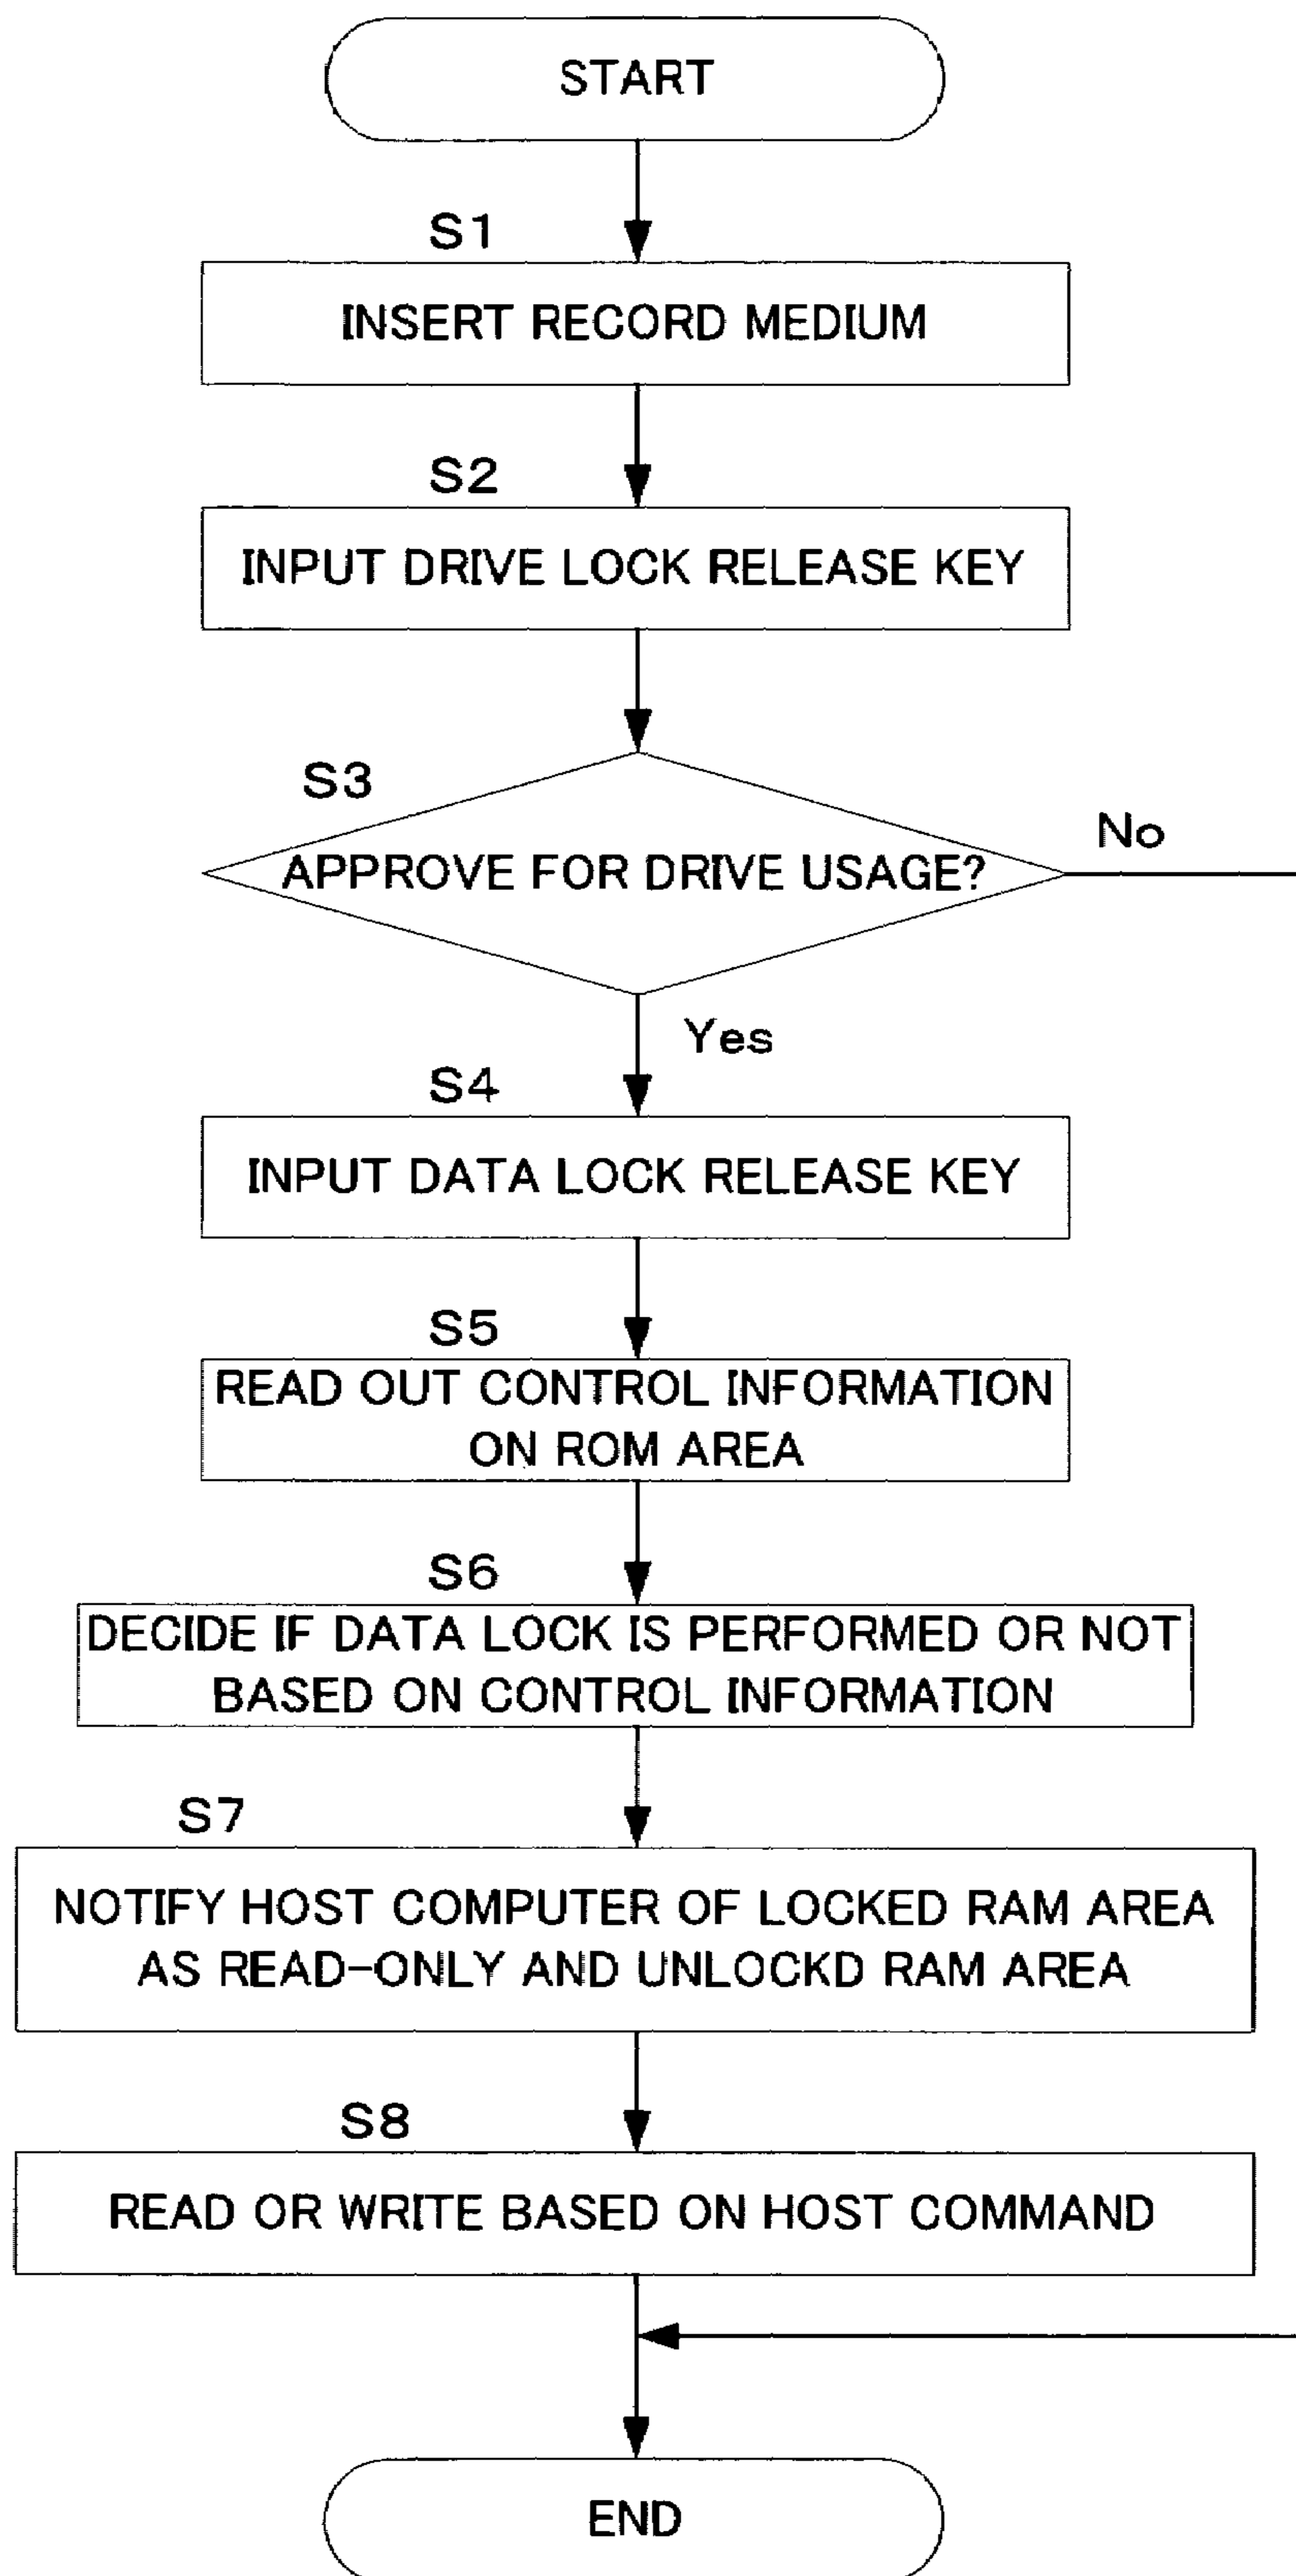 START
S1
INSERT RECORD MEDIUM
S2
INPUT DRIVE LOCK RELEASE KEY
S3
APPROVE FOR DRIVE USAGE?
No
Yes
S4
INPUT DATA LOCK RELEASE KEY
S5
READ OUT CONTROL INFORMATION
ON ROM AREA
S6
DECIDE IF DATA LOCK IS PERFORMED OR NOT
BASED ON CONTROL INFORMATION
S7
NOTIFY HOST COMPUTER OF LOCKED RAM AREA
AS READ-ONLY AND UNLOCKD RAM AREA
S8
READ OR WRITE BASED ON HOST COMMAND
END